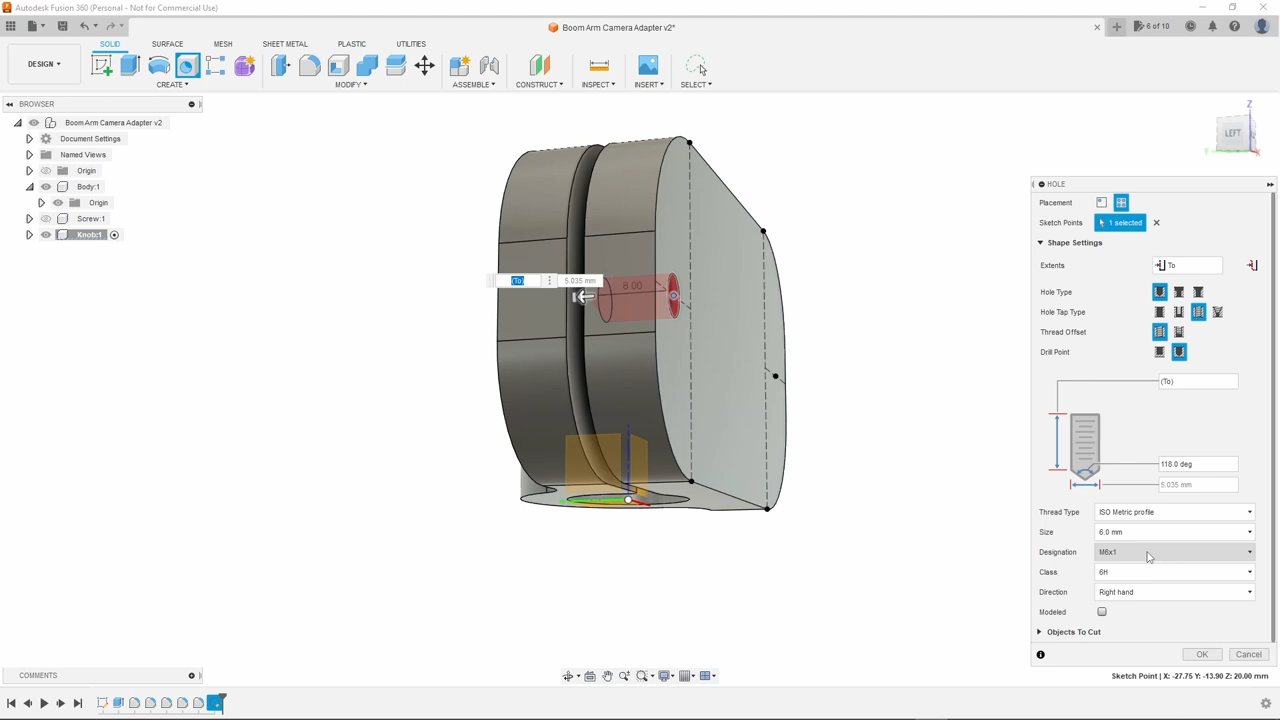 Autodesk Fusion 360 (Personal - Not for Commercial Use)
Boom Arm Camera Adapter v2*
6 of 10
DESIGN
SOLID
SURFACE
MESH
SHEET METAL
PLASTIC
UTILITIES
CREATE
MODIFY
ASSEMBLE
CONSTRUCT
INSPECT
INSERT
SELECT
BROWSER
Boom Arm Camera Adapter v2
Document Settings
Named Views
Origin
Body:1
Origin
Screw:1
Knob:1
(To)
5.035 mm
8.00
Z
LEFT
Y
X
HOLE
Placement
Sketch Points
1 selected
Shape Settings
Extents
To
Hole Type
Hole Tap Type
Thread Offset
Drill Point
(To)
118.0 deg
5.035 mm
Thread Type
ISO Metric profile
Size
6.0 mm
Designation
M6x1
Class
6H
Direction
Right hand
Modeled
Objects To Cut
OK
Cancel
COMMENTS
Sketch Point | X: -27.75 Y: -13.90 Z: 20.00 mm